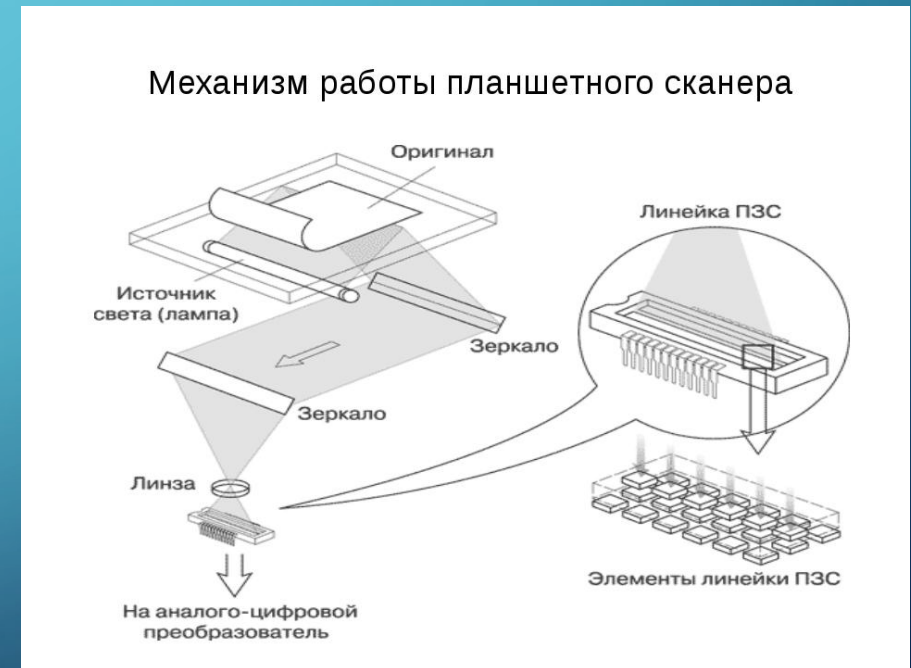 Механизм работы планшетного сканера
Оригинал
Линейка ПЗС
Источник
света (лампа)
Зеркало
Зеркало
Линза
Элементы линейки ПЗС
На аналого-цифровой
преобразователь